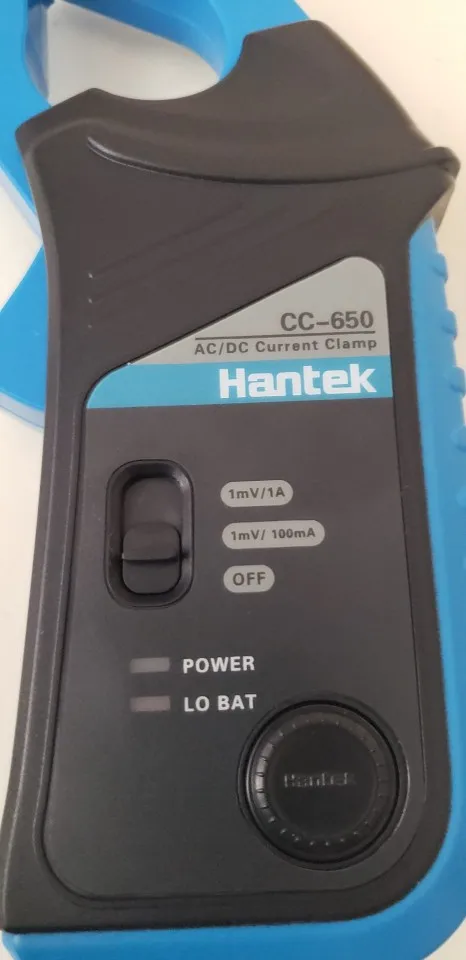 CC-650
AC/DC Current Clamp
Hantek
1mV/1A
1mV/ 100mA
OFF
POWER
LO BAT
Hantek